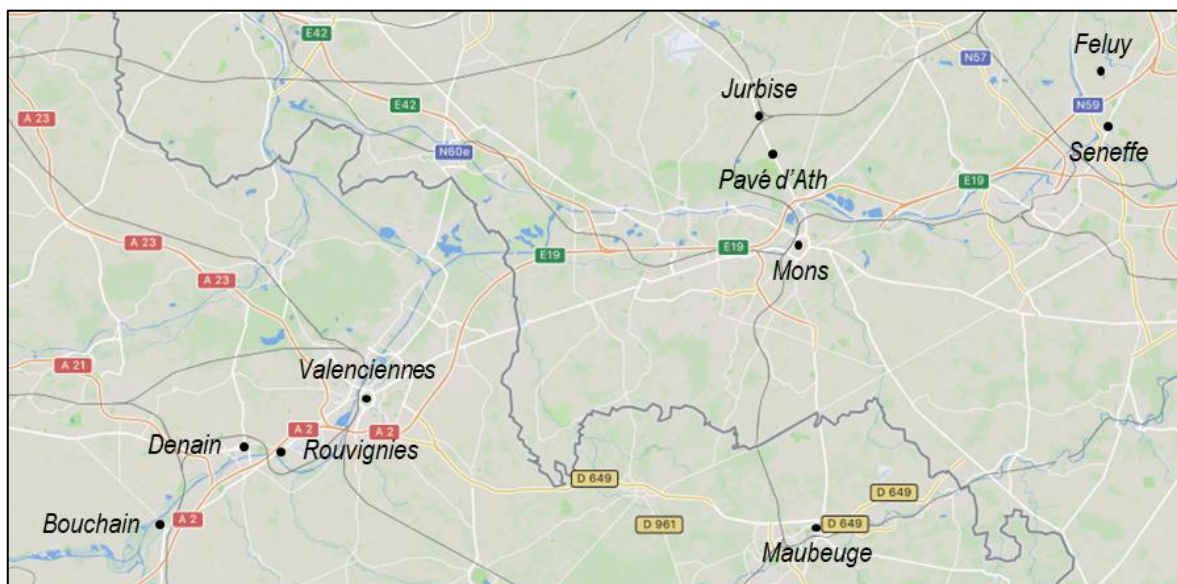 E42
N57
Feluy
A 23
E42
Jurbise
N59
N60e
Seneffe
Pavé d'Ath
E19
A 23
E19
E19
Mons
A 23
A 21
Valenciennes
A 2
A 2
Denain
Rouvignies
D 649
D 649
Bouchain
A 2
D 961
D 649
Maubeuge